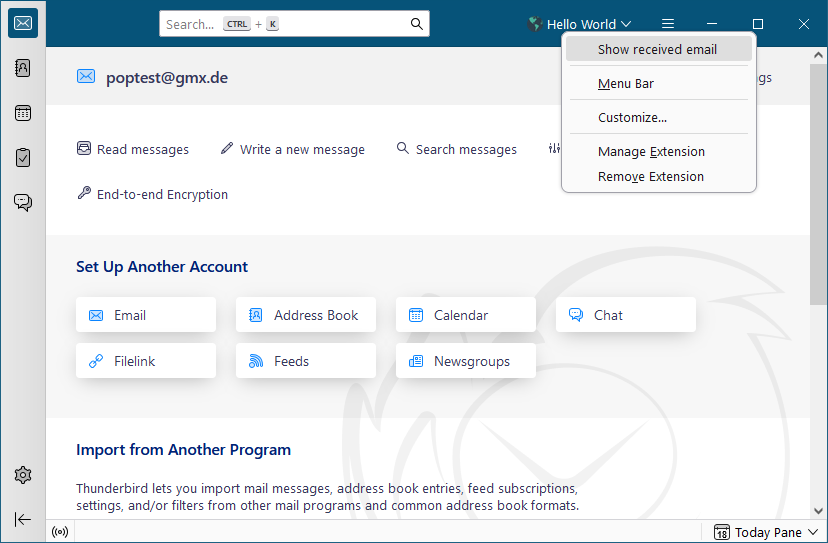 Search... CTRL + K
Hello World
Show received email
Menu Bar
Customize...
Manage Extension
Remove Extension
poptest@gmx.de
Read messages
Write a new message
Search messages
End-to-end Encryption
Set Up Another Account
Email
Address Book
Calendar
Chat
Filelink
Feeds
Newsgroups
Import from Another Program
Thunderbird lets you import mail messages, address book entries, feed subscriptions,
settings, and/or filters from other mail programs and common address book formats.
18 Today Pane